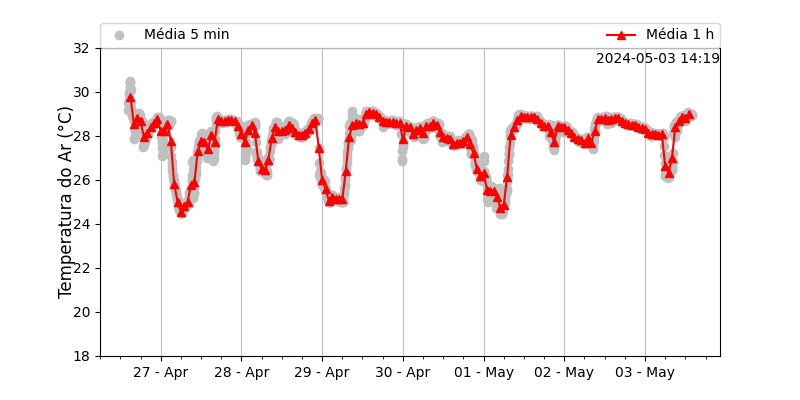 Média 5 min
Média 1 h
2024-05-03 14:19
Temperatura do Ar (°C)
32
30
28
26
24
22
20
18
27 - Apr
28 - Apr
29 - Apr
30 - Apr
01 - May
02 - May
03 - May